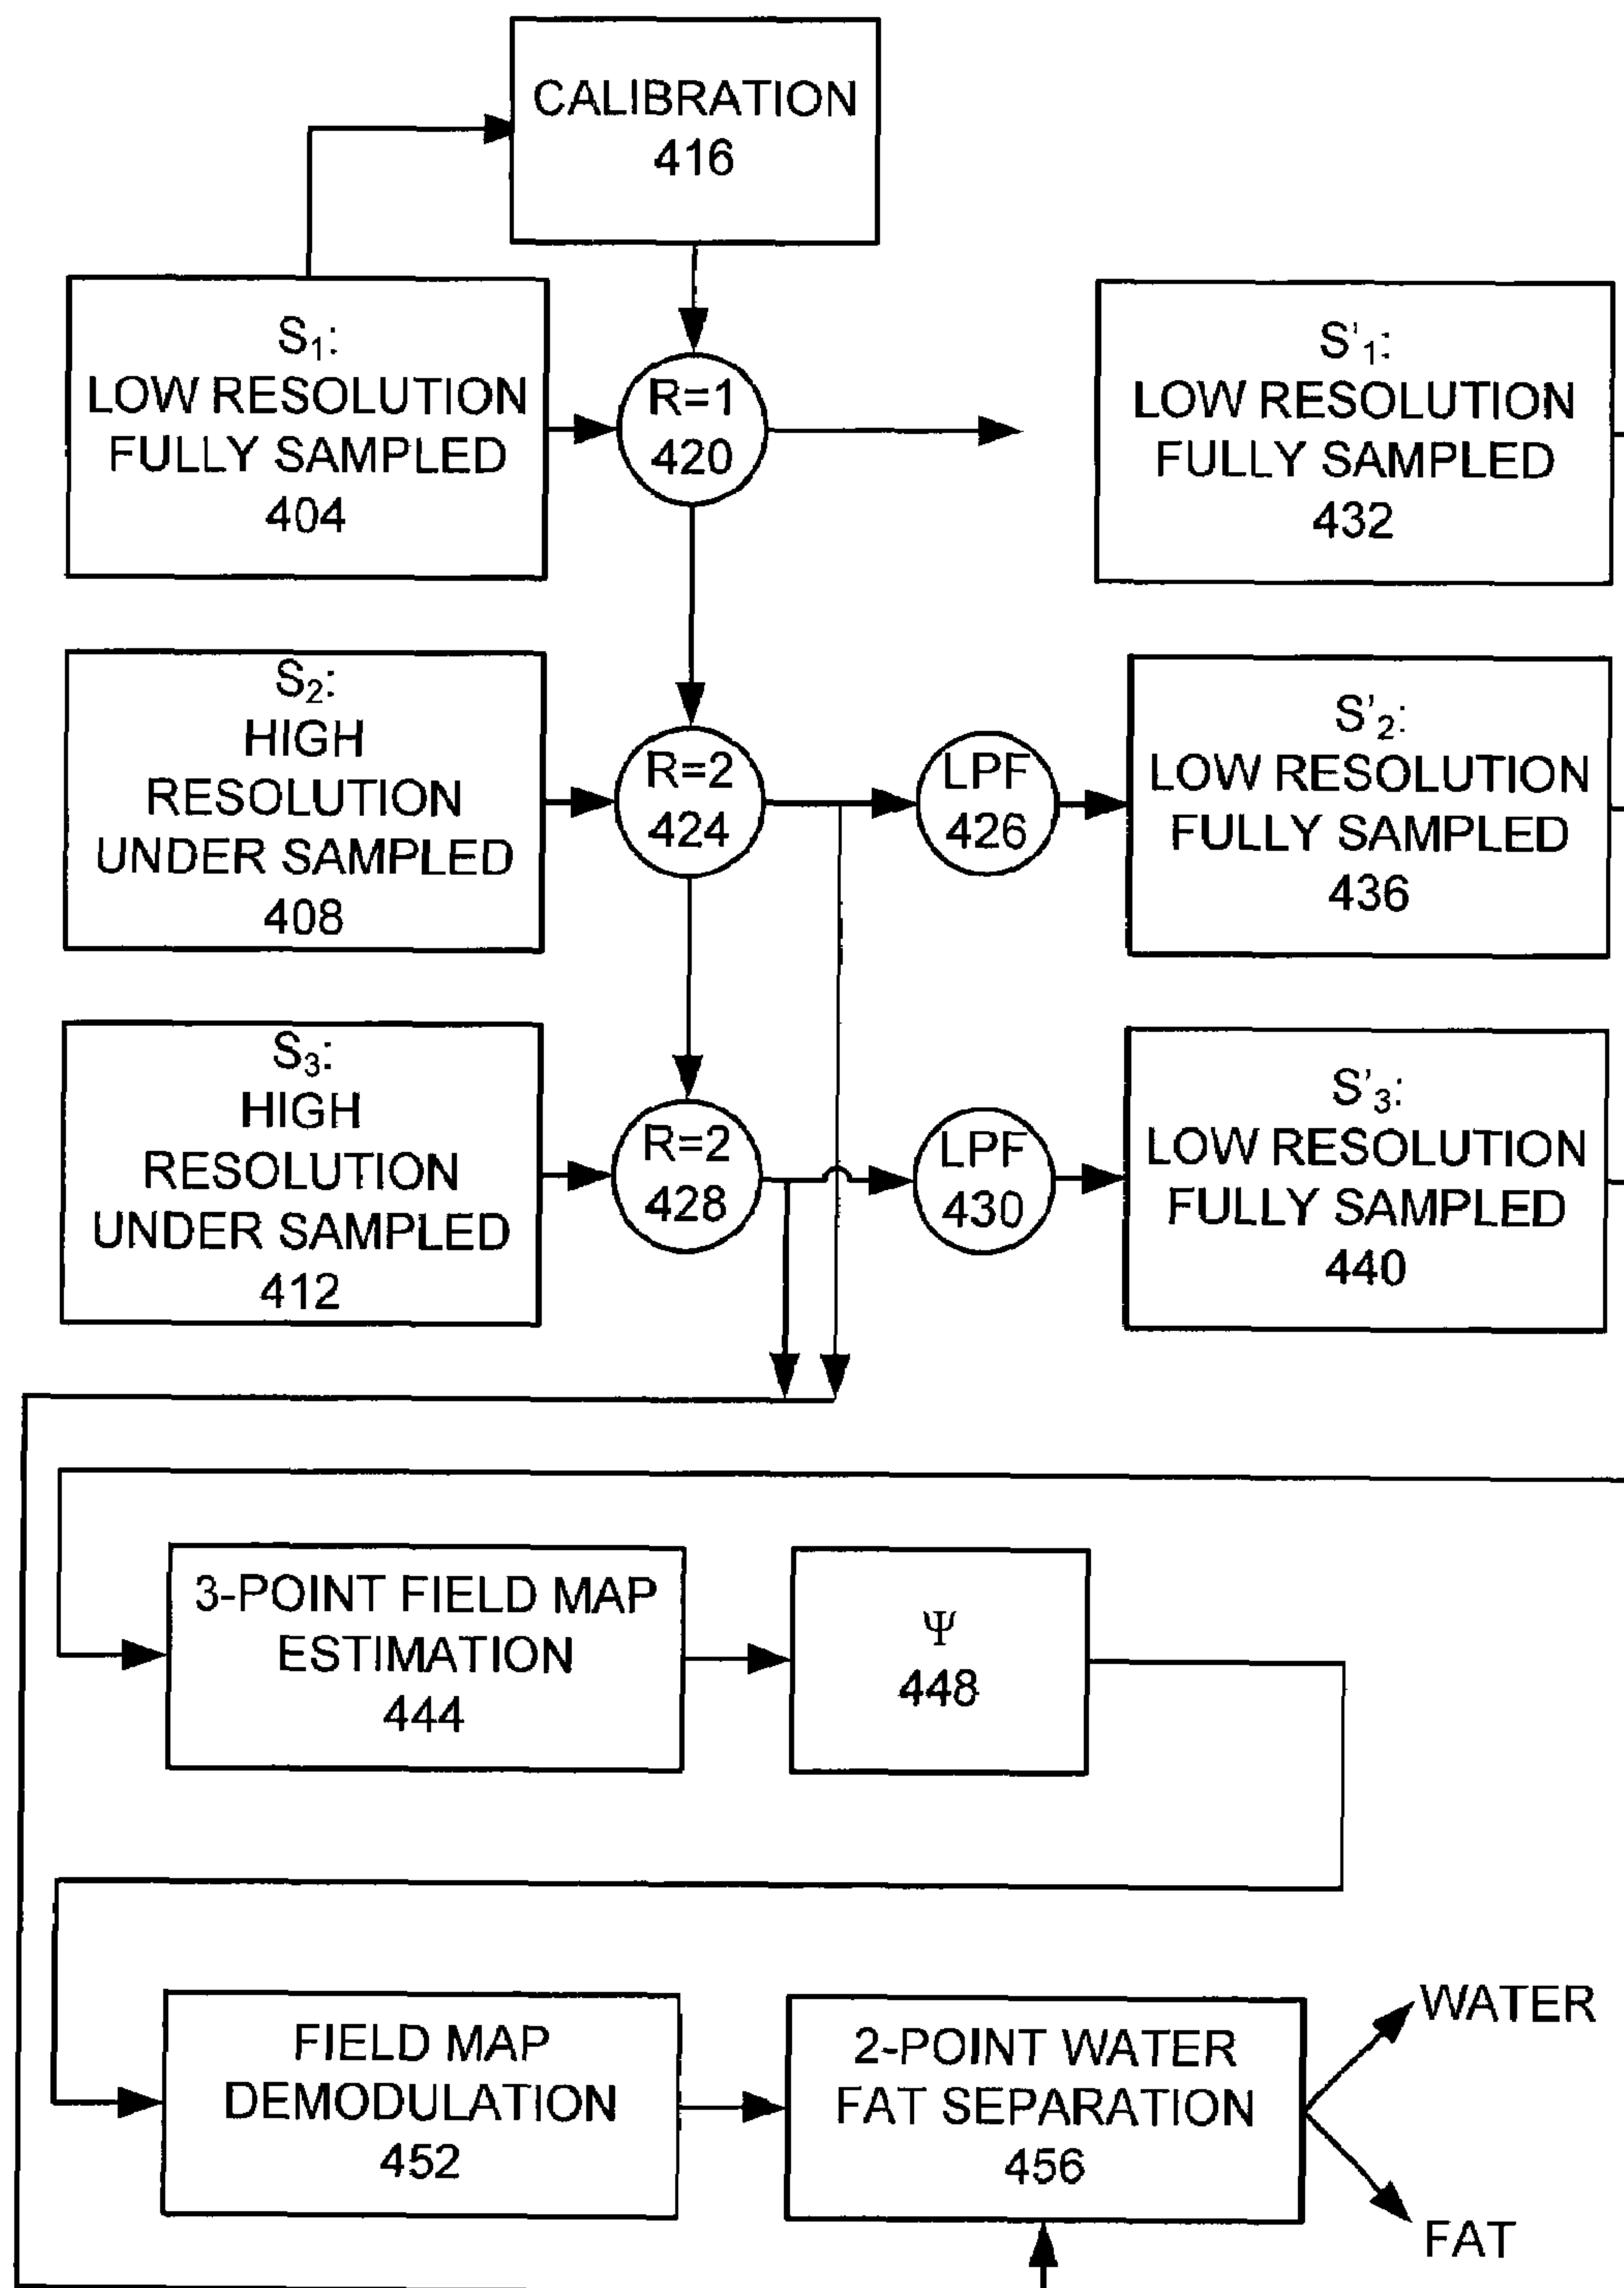 CALIBRATION
416
S₁:
LOW RESOLUTION
FULLY SAMPLED
404
R=1
420
S'₁:
LOW RESOLUTION
FULLY SAMPLED
432
S₂:
HIGH
RESOLUTION
UNDER SAMPLED
408
R=2
424
LPF
426
S'₂:
LOW RESOLUTION
FULLY SAMPLED
436
S₃:
HIGH
RESOLUTION
UNDER SAMPLED
412
R=2
428
LPF
430
S'₃:
LOW RESOLUTION
FULLY SAMPLED
440
3-POINT FIELD MAP
ESTIMATION
444
Ψ
448
FIELD MAP
DEMODULATION
452
2-POINT WATER
FAT SEPARATION
456
WATER
FAT